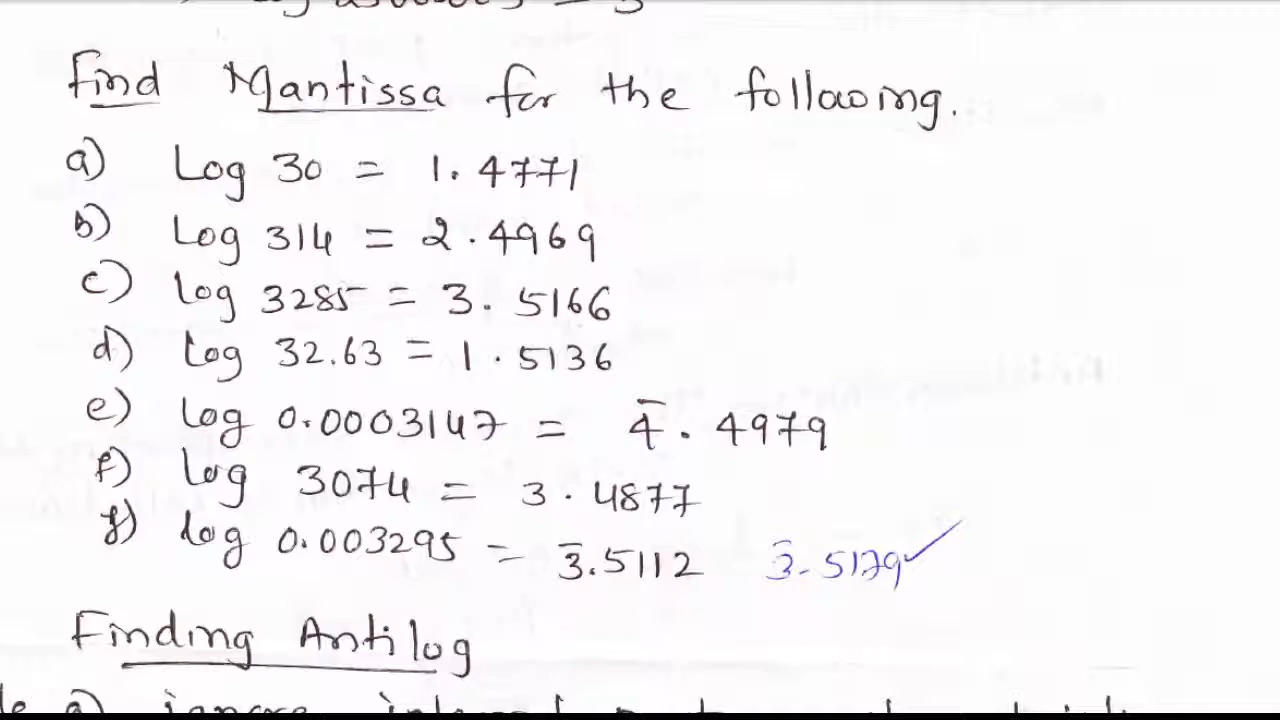 Find Mantissa for the following.
a) Log 30 = 1.4771
b) Log 314 = 2.4969
c) log 3285 = 3.5166
d) log 32.63 = 1.5136
e) log 0.0003147 = 4̄.4979
f) log 3074 = 3.4877
g) log 0.003295 = 3̄.5112 3̄.5179✓
Finding Antilog
a) ignore